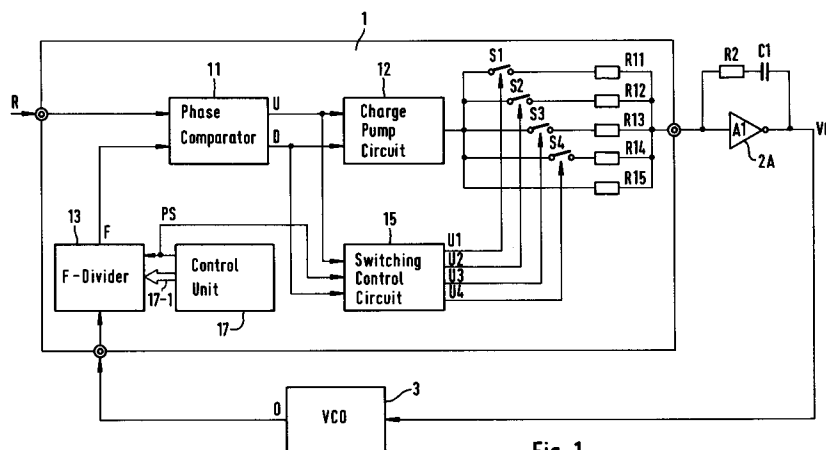 1
S1
R2
C1
R
11
U
12
R11
S2
R12
Phase
Comparator
Charge
Pump
Circuit
S3
R13
A1
D
S4
R14
2A
R15
13
F
PS
15
U1
F-Divider
Control
Unit
Switching
Control
Circuit
U2
U3
U4
17-1
17
O
VCO
3
Fig. 1